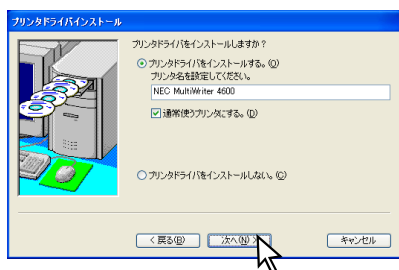 プリンタドライバインストール
プリンタドライバをインストールしますか？
プリンタドライバをインストールする。(O)
プリンタ名を設定してください。
NEC MultiWriter 4600
通常使うプリンタにする。(D)
プリンタドライバをインストールしない。(C)
< 戻る(B) 次へ(N) > キャンセル